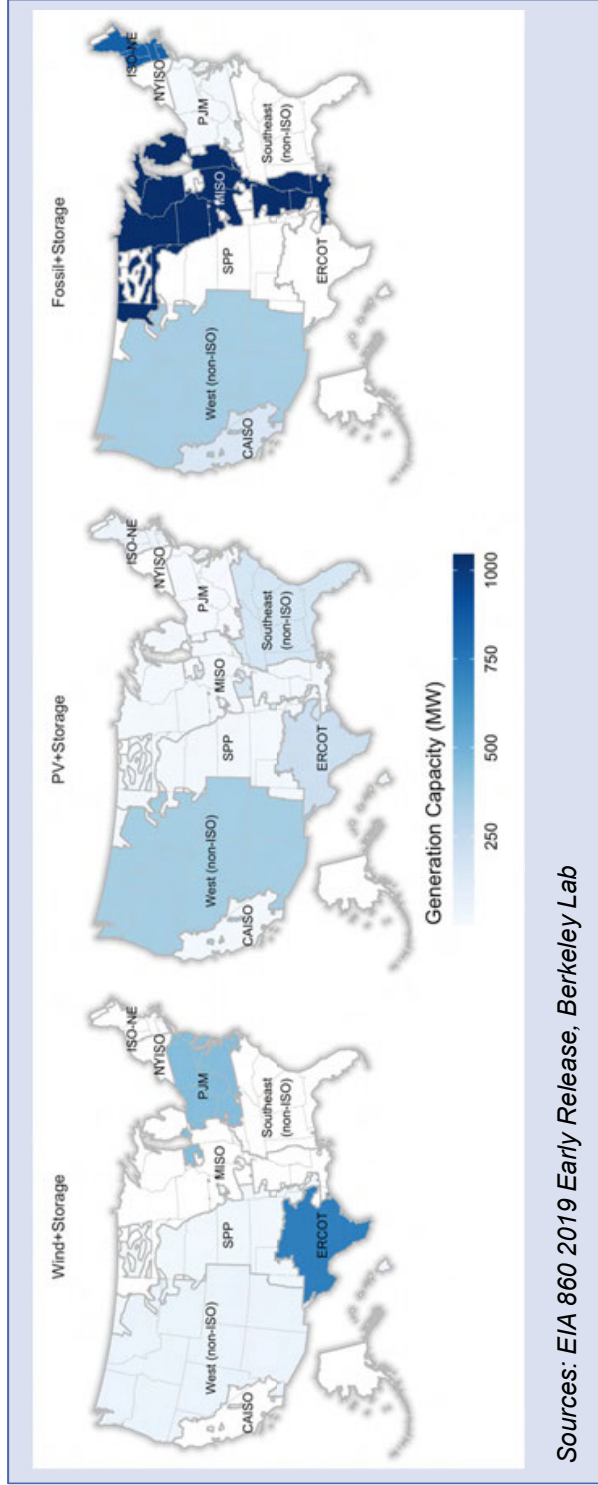 Wind+Storage
ISO-NE
NYISO
PJM
MISO
SPP
Southeast
(non-ISO)
West (non-ISO)
CAISO
ERCOT
PV+Storage
ISO-NE
NYISO
PJM
MISO
SPP
Southeast
(non-ISO)
West (non-ISO)
CAISO
ERCOT
Fossil+Storage
ISO-NE
NYISO
PJM
MISO
SPP
Southeast
(non-ISO)
West (non-ISO)
CAISO
ERCOT
Generation Capacity (MW)
250 500 750 1000
Sources: EIA 860 2019 Early Release, Berkeley Lab